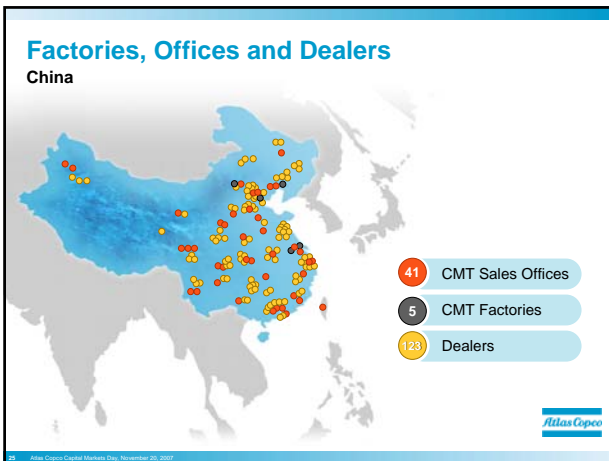 Factories, Offices and Dealers
China
41 CMT Sales Offices
5 CMT Factories
123 Dealers
Atlas Copco
25 Atlas Copco Capital Markets Day, November 20, 2007